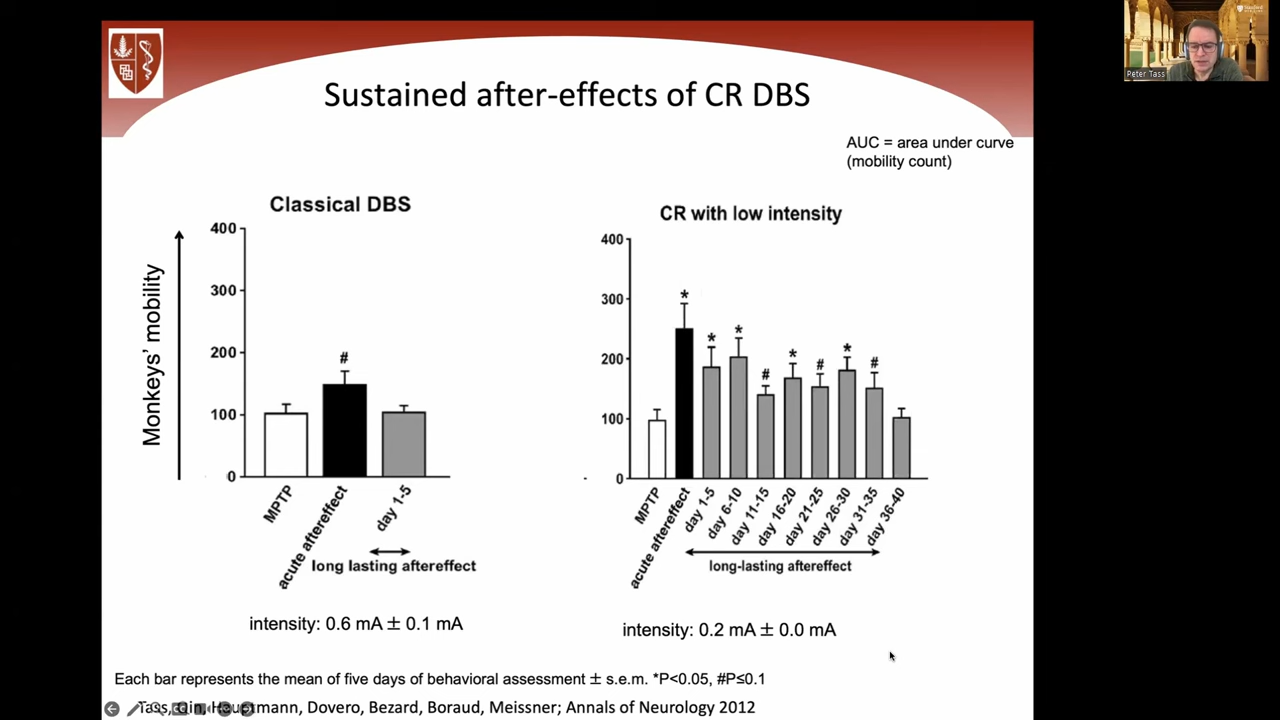 Sustained after-effects of CR DBS
AUC = area under curve
(mobility count)
Classical DBS
Monkeys' mobility
400
300
200
100
0
#
MPTP
acute aftereffect
day 1-5
long lasting aftereffect
intensity: 0.6 mA ± 0.1 mA
CR with low intensity
400
300
200
100
0
*
*
*
#
*
#
*
#
MPTP
acute aftereffect
day 1-5
day 6-10
day 11-15
day 16-20
day 21-25
day 26-30
day 31-35
day 36-40
long-lasting aftereffect
intensity: 0.2 mA ± 0.0 mA
Each bar represents the mean of five days of behavioral assessment ± s.e.m. *P<0.05, #P≤0.1
Tass, Dovero, Bezard, Boraud, Meissner; Annals of Neurology 2012
Peter Tass
Stanford